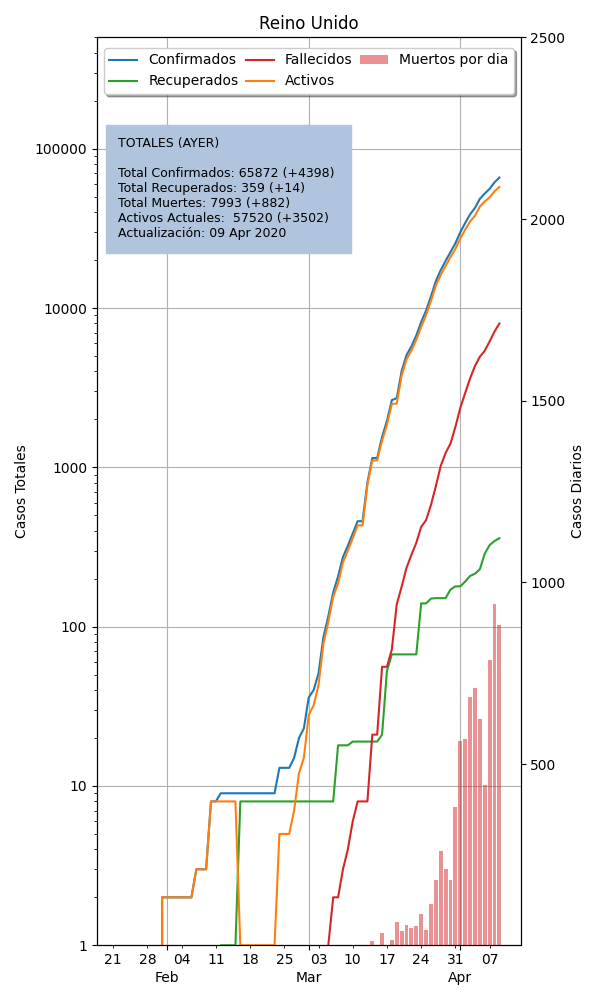 Reino Unido
Confirmados
Recuperados
Fallecidos
Activos
Muertos por dia
TOTALES (AYER)
Total Confirmados: 65872 (+4398)
Total Recuperados: 359 (+14)
Total Muertes: 7993 (+882)
Activos Actuales:  57520 (+3502)
Actualización: 09 Apr 2020
Casos Totales
100000
10000
1000
100
10
1
2500
2000
1500
1000
500
Casos Diarios
21 28 04 11 18 25 03 10 17 24 31 07
Feb Mar Apr